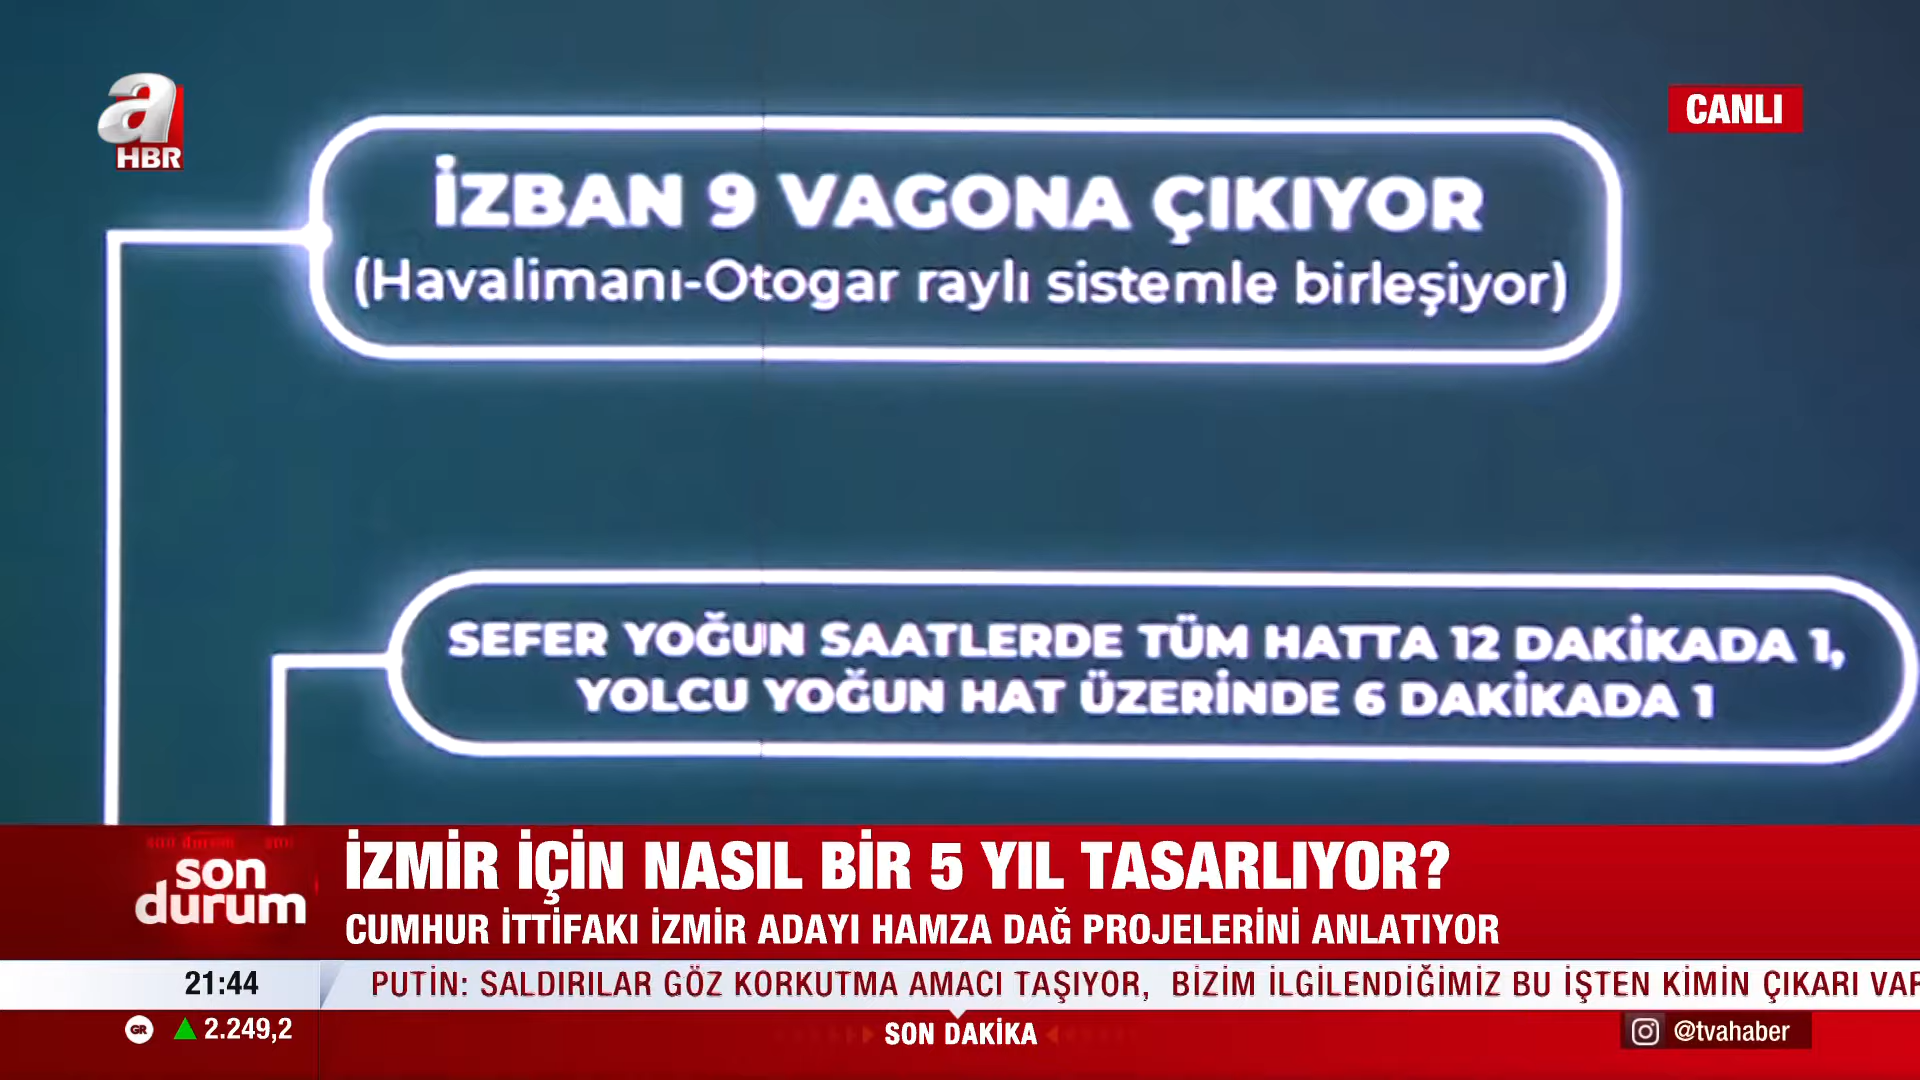 a
HBR
CANLI
İZBAN 9 VAGONA ÇIKIYOR
(Havalimanı-Otogar raylı sistemle birleşiyor)
SEFER YOĞUN SAATLERDE TÜM HATTA 12 DAKİKADA 1,
YOLCU YOĞUN HAT ÜZERİNDE 6 DAKİKADA 1
son
durum
İZMİR İÇİN NASIL BİR 5 YIL TASARLIYOR?
CUMHUR İTTİFAKI İZMİR ADAYI HAMZA DAĞ PROJELERİNİ ANLATIYOR
21:44
PUTİN: SALDIRILAR GÖZ KORKUTMA AMACI TAŞIYOR, BİZİM İLGİLENDİĞİMİZ BU İŞTEN KİMİN ÇIKARI VAR
GR 2.249,2
SON DAKİKA
@tvahaber